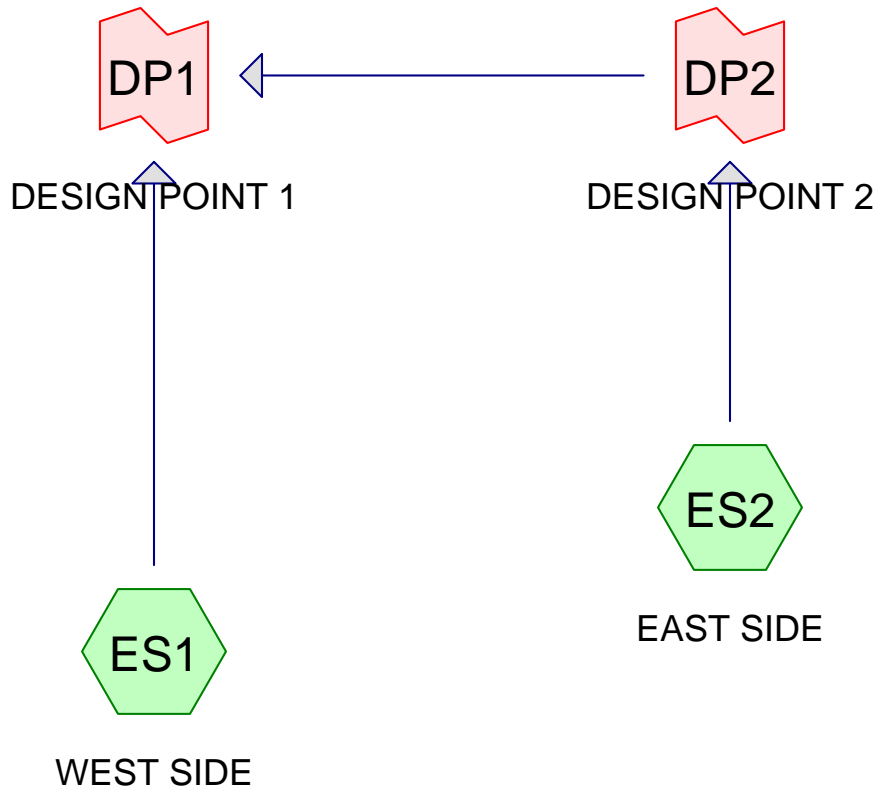 DP1
DP2
DESIGN POINT 1
DESIGN POINT 2
ES2
EAST SIDE
ES1
WEST SIDE